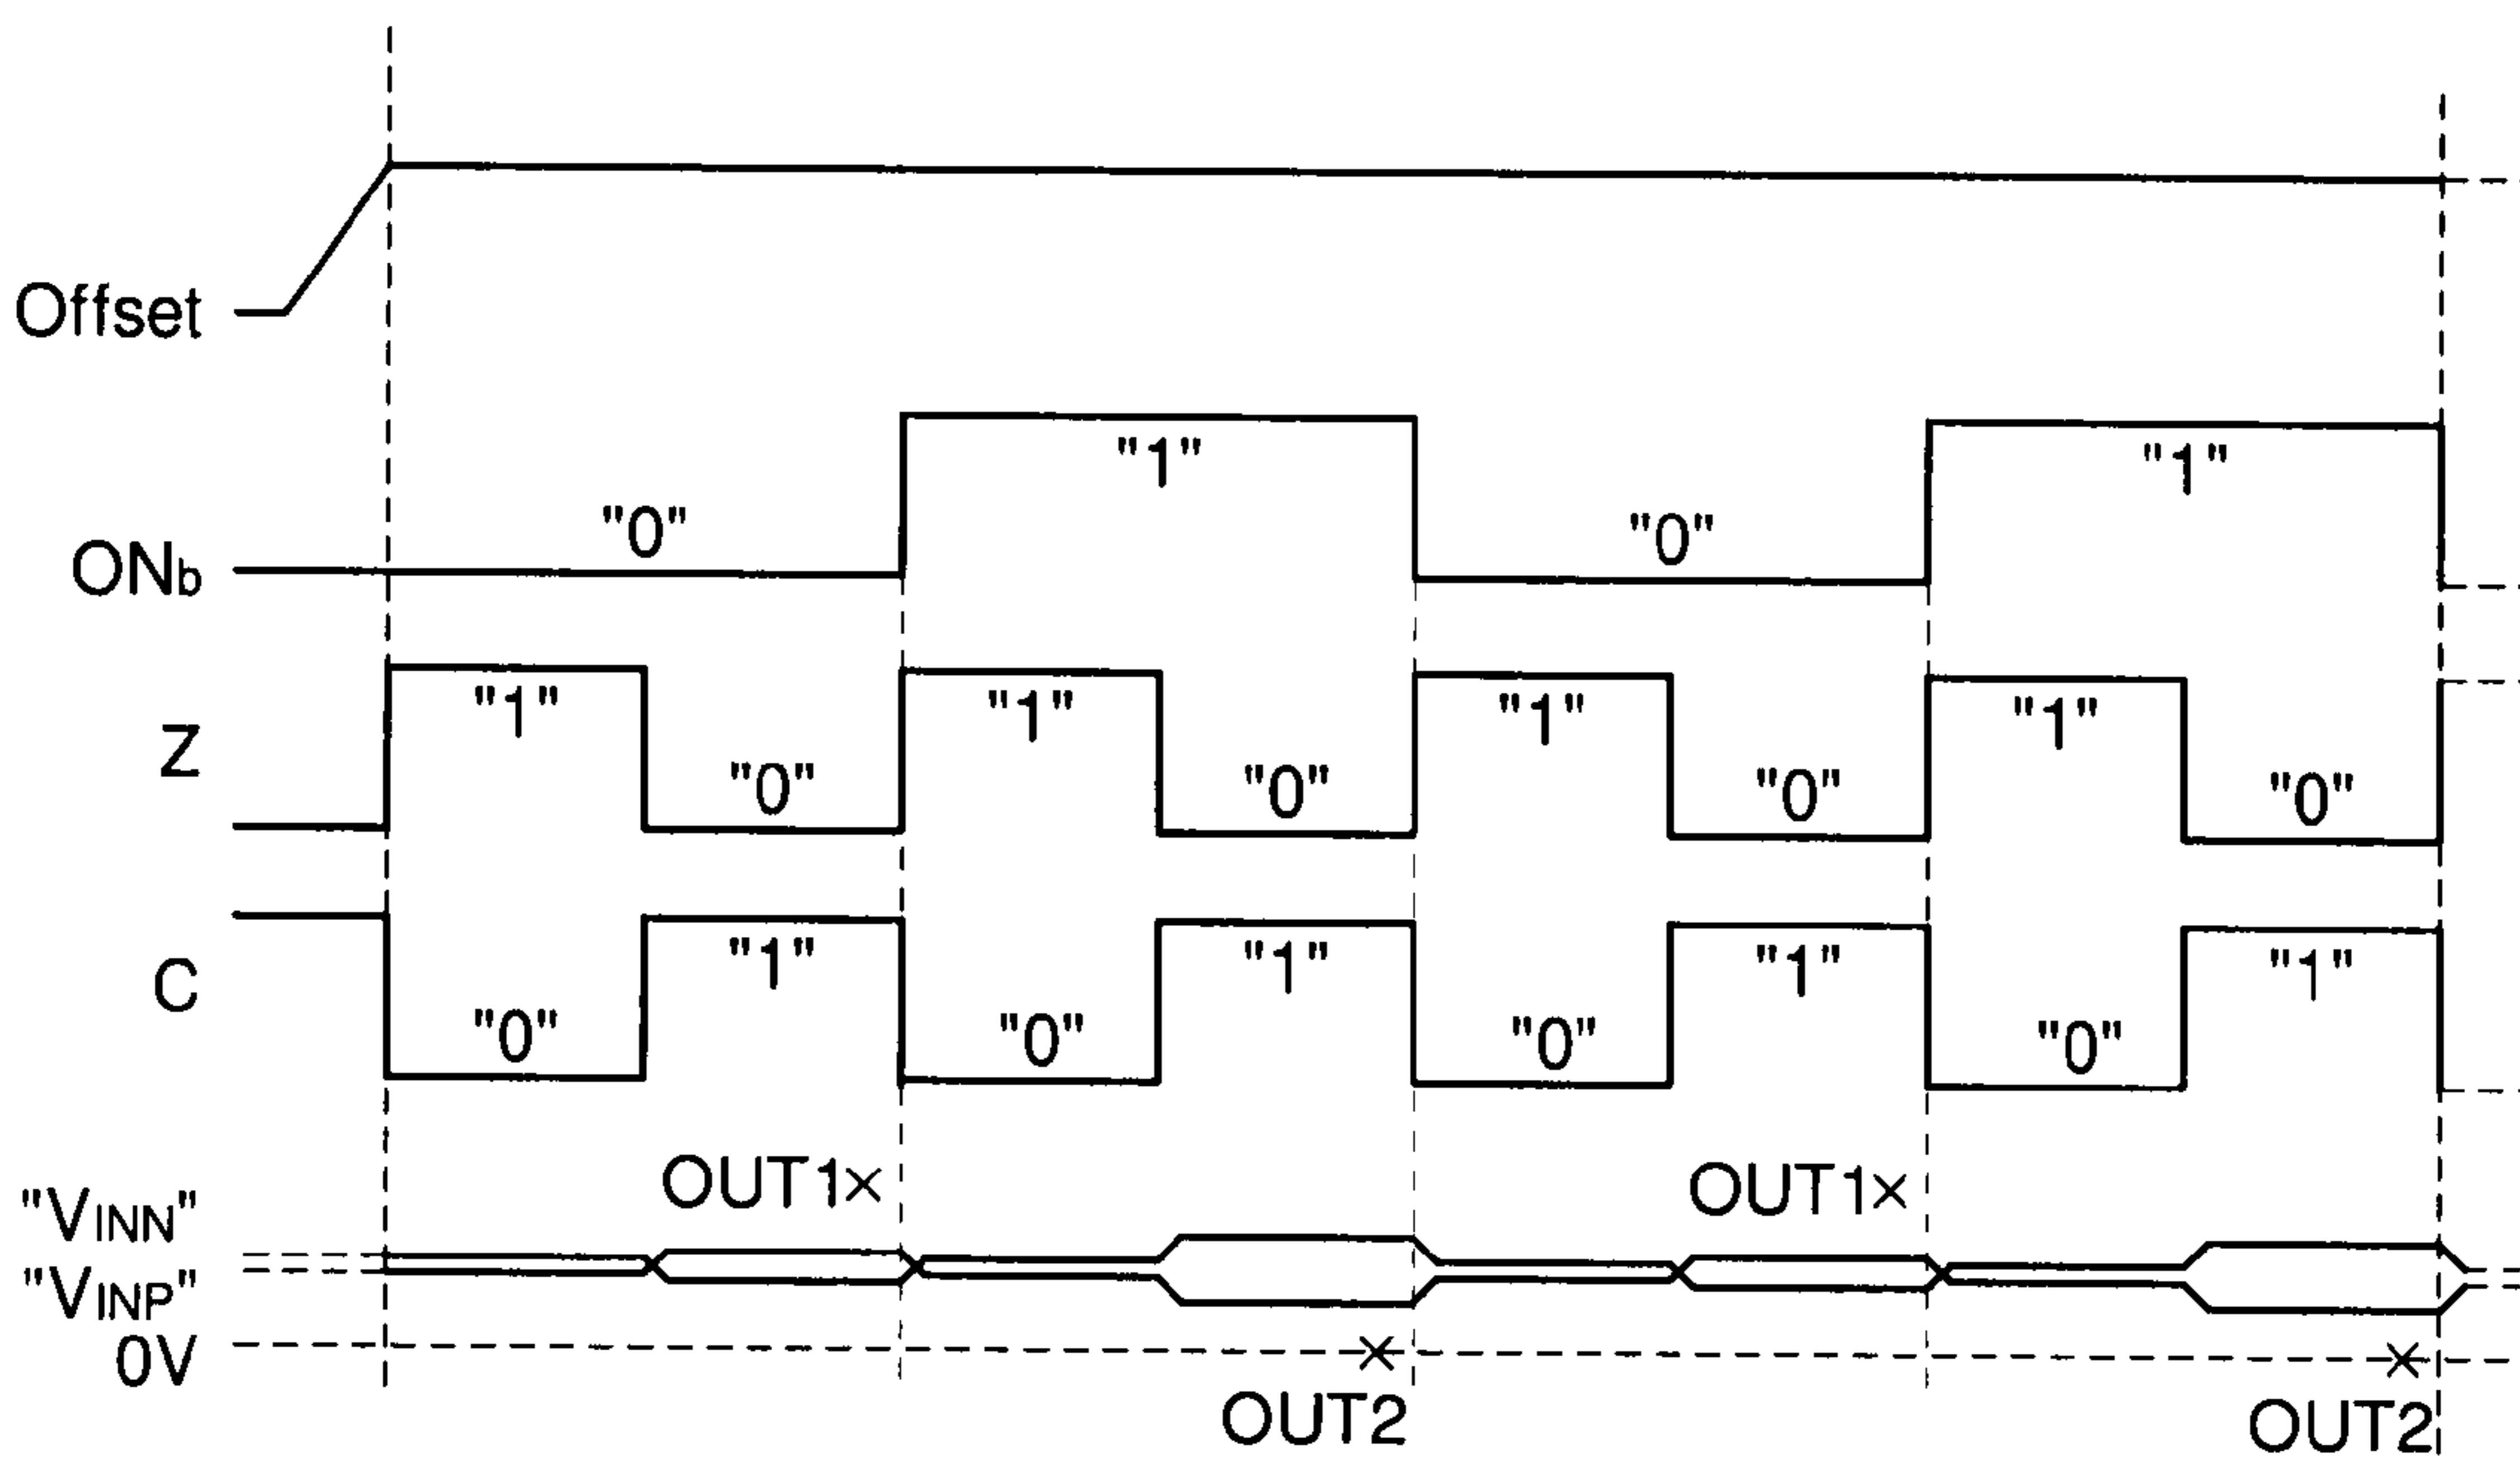 Offset
"1" "1"
"0" "0"
ONb
"1" "1" "1" "1"
Z
"0" "0" "0" "0"
"1" "1" "1" "1"
C
"0" "0" "0" "0"
OUT1× OUT1×
"VINN"
"VINP"
0V
OUT2 OUT2